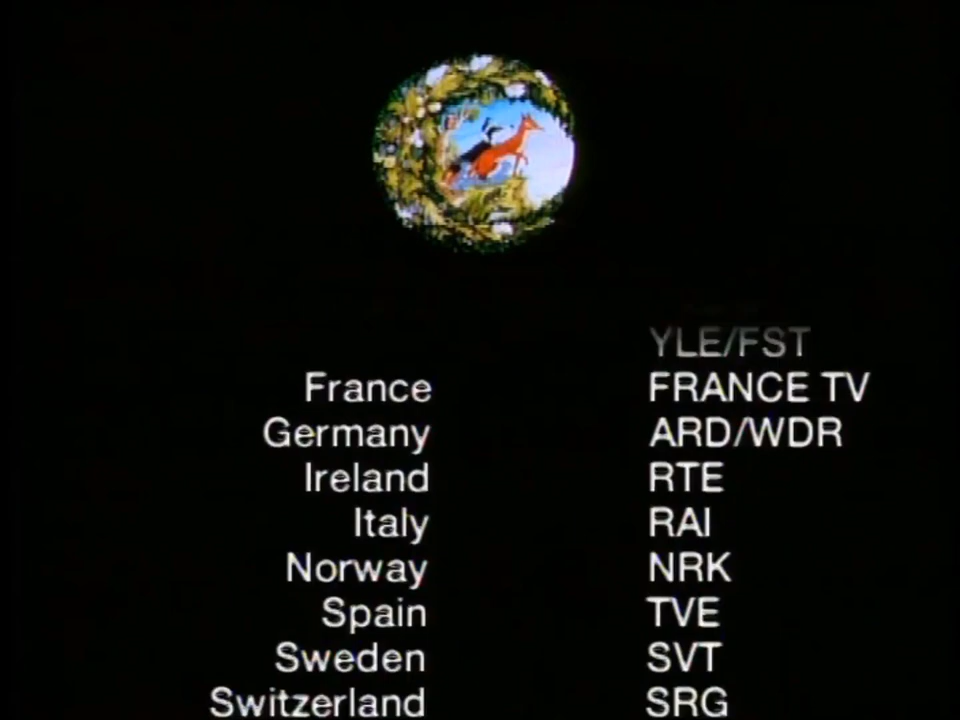 YLE/FST
France FRANCE TV
Germany ARD/WDR
Ireland RTE
Italy RAI
Norway NRK
Spain TVE
Sweden SVT
Switzerland SRG